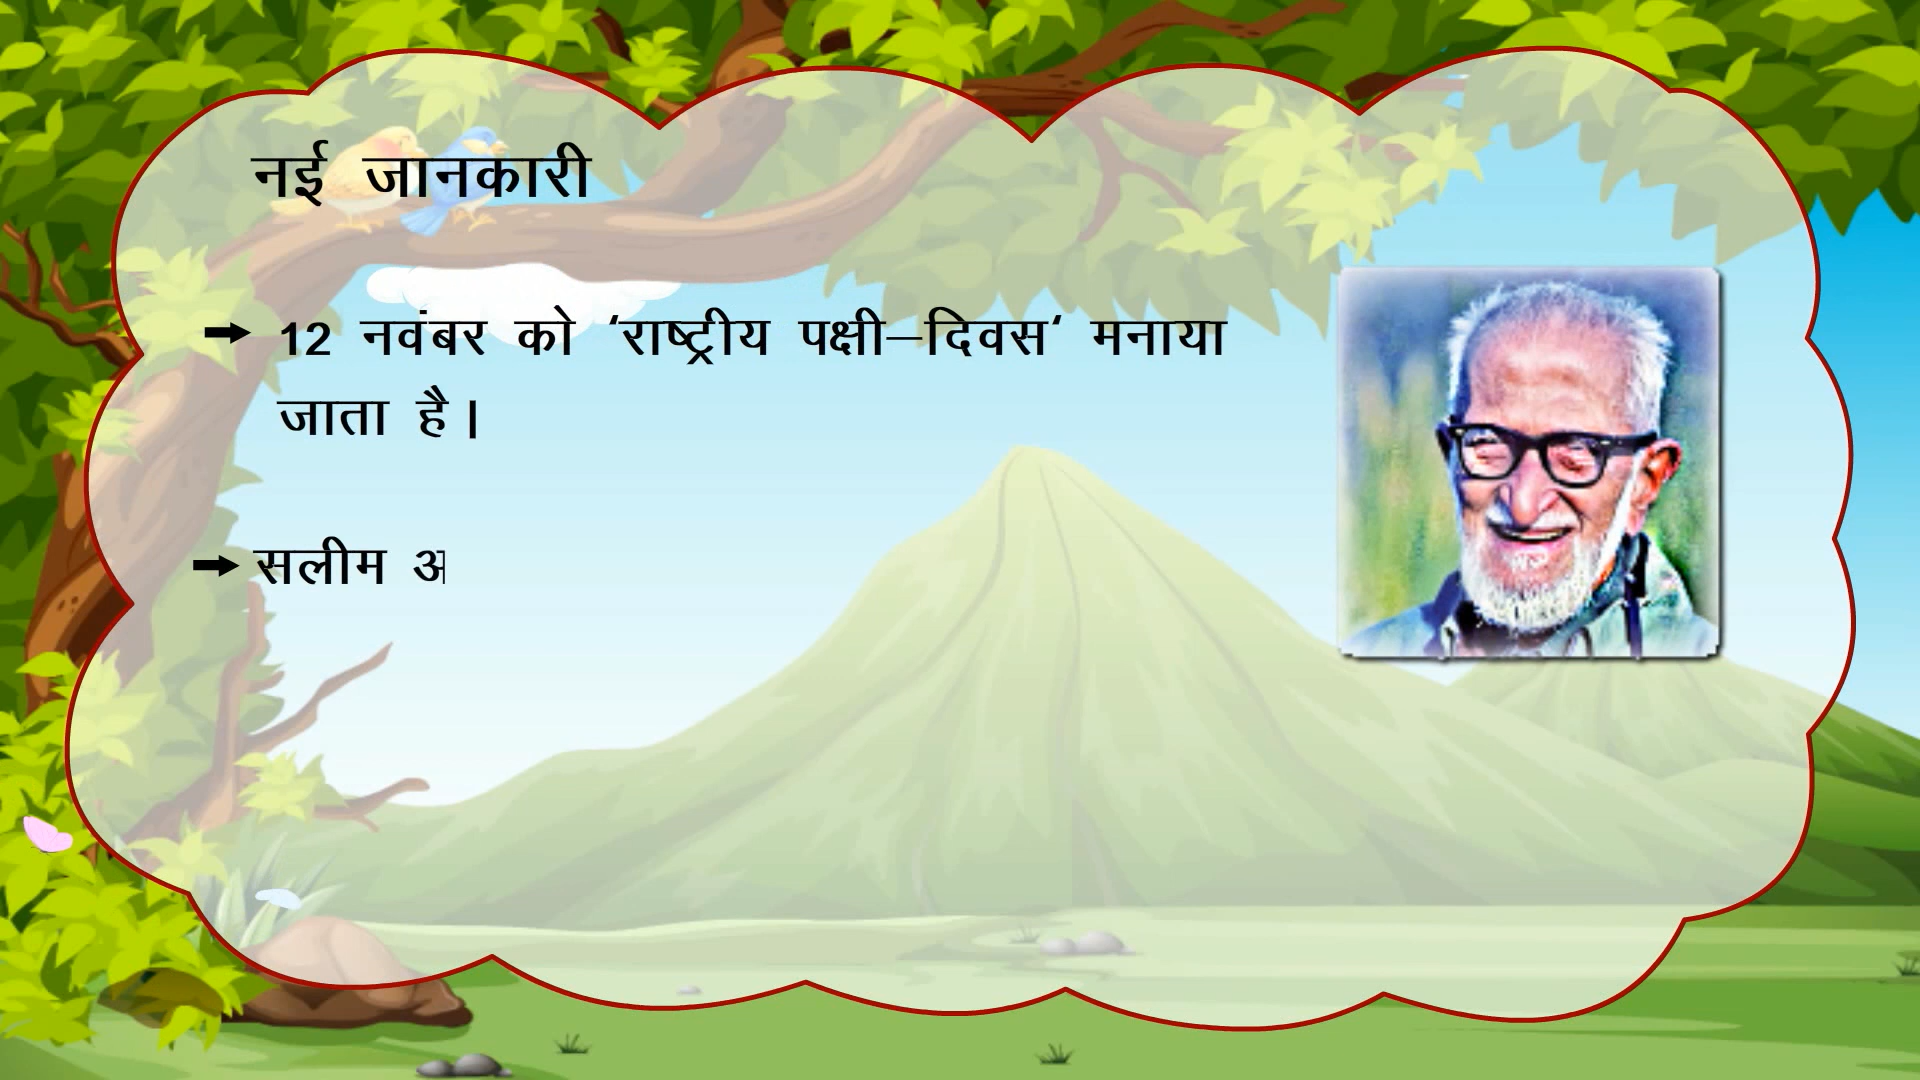 नई जानकारी
➡ 12 नवंबर को ‘राष्ट्रीय पक्षी–दिवस‘ मनाया
जाता है।
➡ सलीम